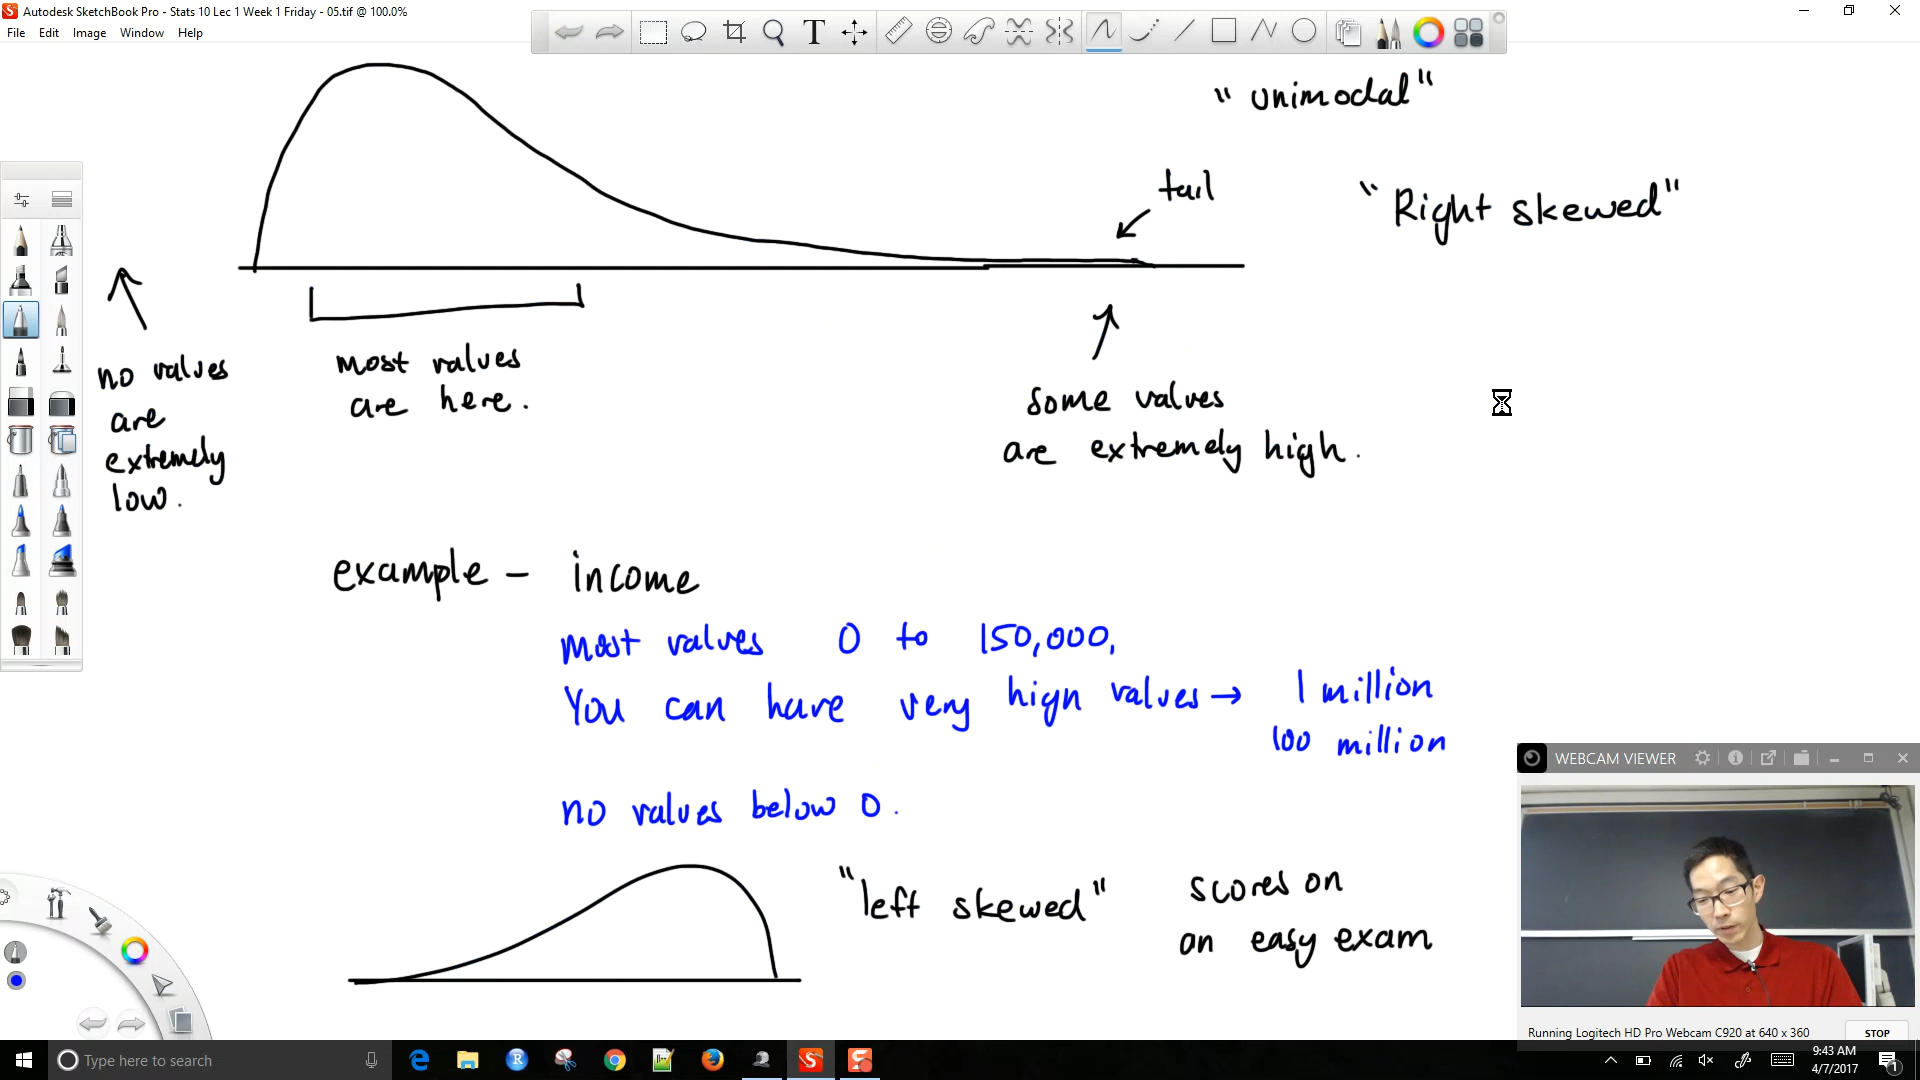 Autodesk SketchBook Pro - Stats 10 Lec 1 Week 1 Friday - 05.tif @ 100.0%
File Edit Image Window Help
T
"unimodal"
tail
"Right skewed"
no values
are
extremely
low.
most values
are here.
some values
are extremely high.
example - income
most values 0 to 150,000,
You can have very high values → 1 million
100 million
no values below 0.
"left skewed"
scores on
an easy exam
WEBCAM VIEWER
Running Logitech HD Pro Webcam C920 at 640 x 360
STOP
Type here to search
9:43 AM
4/7/2017
1